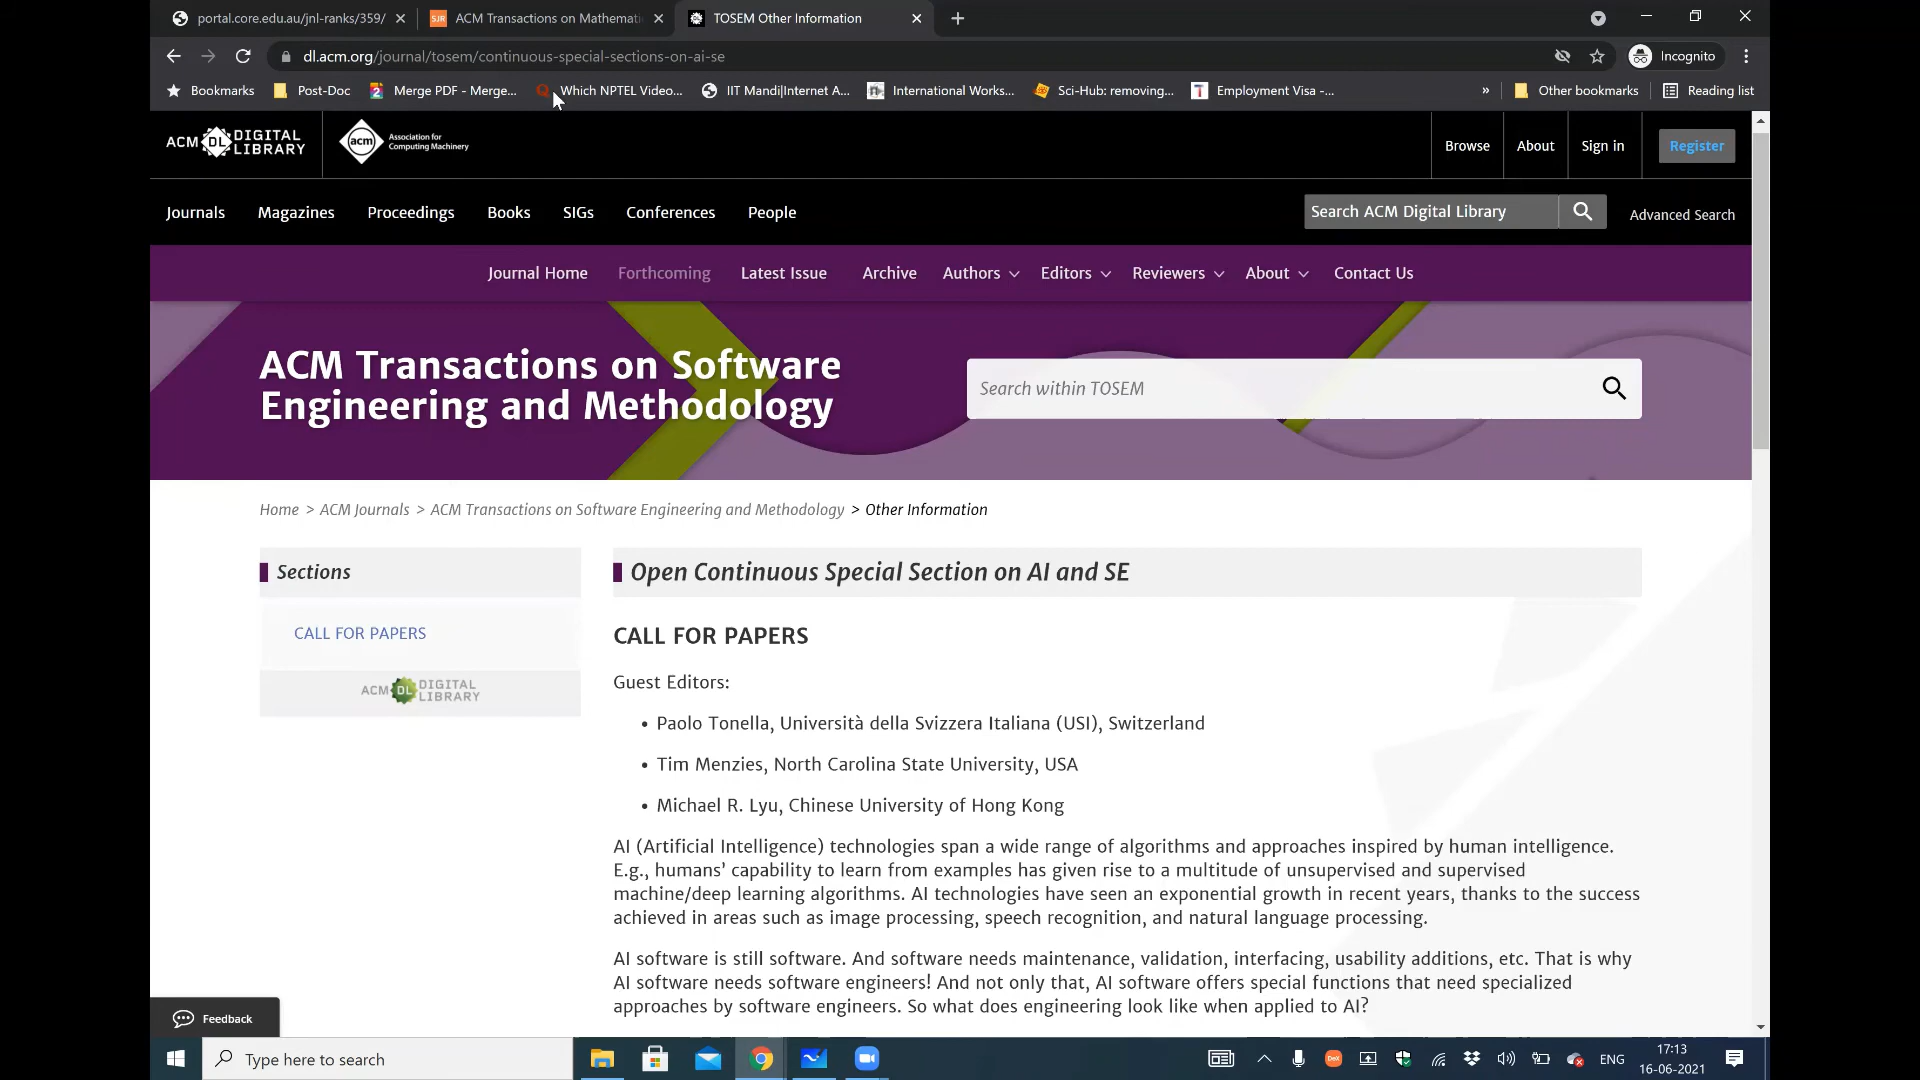 portal.core.edu.au/jnl-ranks/359/
SJR ACM Transactions on Mathemati
TOSEM Other Information
dl.acm.org/journal/tosem/continuous-special-sections-on-ai-se
Incognito
Bookmarks Post-Doc Merge PDF - Merge... Which NPTEL Video... IIT Mandi|Internet A... International Works... Sci-Hub: removing... Employment Visa -... » Other bookmarks Reading list
ACM DL DIGITAL LIBRARY
acm Association for Computing Machinery
Browse About Sign in Register
Journals Magazines Proceedings Books SIGs Conferences People
Search ACM Digital Library Advanced Search
Journal Home Forthcoming Latest Issue Archive Authors Editors Reviewers About Contact Us
ACM Transactions on Software
Engineering and Methodology
Search within TOSEM
Home > ACM Journals > ACM Transactions on Software Engineering and Methodology > Other Information
Sections
CALL FOR PAPERS
ACM DL DIGITAL LIBRARY
Open Continuous Special Section on AI and SE
CALL FOR PAPERS
Guest Editors:
• Paolo Tonella, Università della Svizzera Italiana (USI), Switzerland
• Tim Menzies, North Carolina State University, USA
• Michael R. Lyu, Chinese University of Hong Kong
AI (Artificial Intelligence) technologies span a wide range of algorithms and approaches inspired by human intelligence.
E.g., humans’ capability to learn from examples has given rise to a multitude of unsupervised and supervised
machine/deep learning algorithms. AI technologies have seen an exponential growth in recent years, thanks to the success
achieved in areas such as image processing, speech recognition, and natural language processing.
AI software is still software. And software needs maintenance, validation, interfacing, usability additions, etc. That is why
AI software needs software engineers! And not only that, AI software offers special functions that need specialized
approaches by software engineers. So what does engineering look like when applied to AI?
Feedback
Type here to search
ENG
17:13
16-06-2021